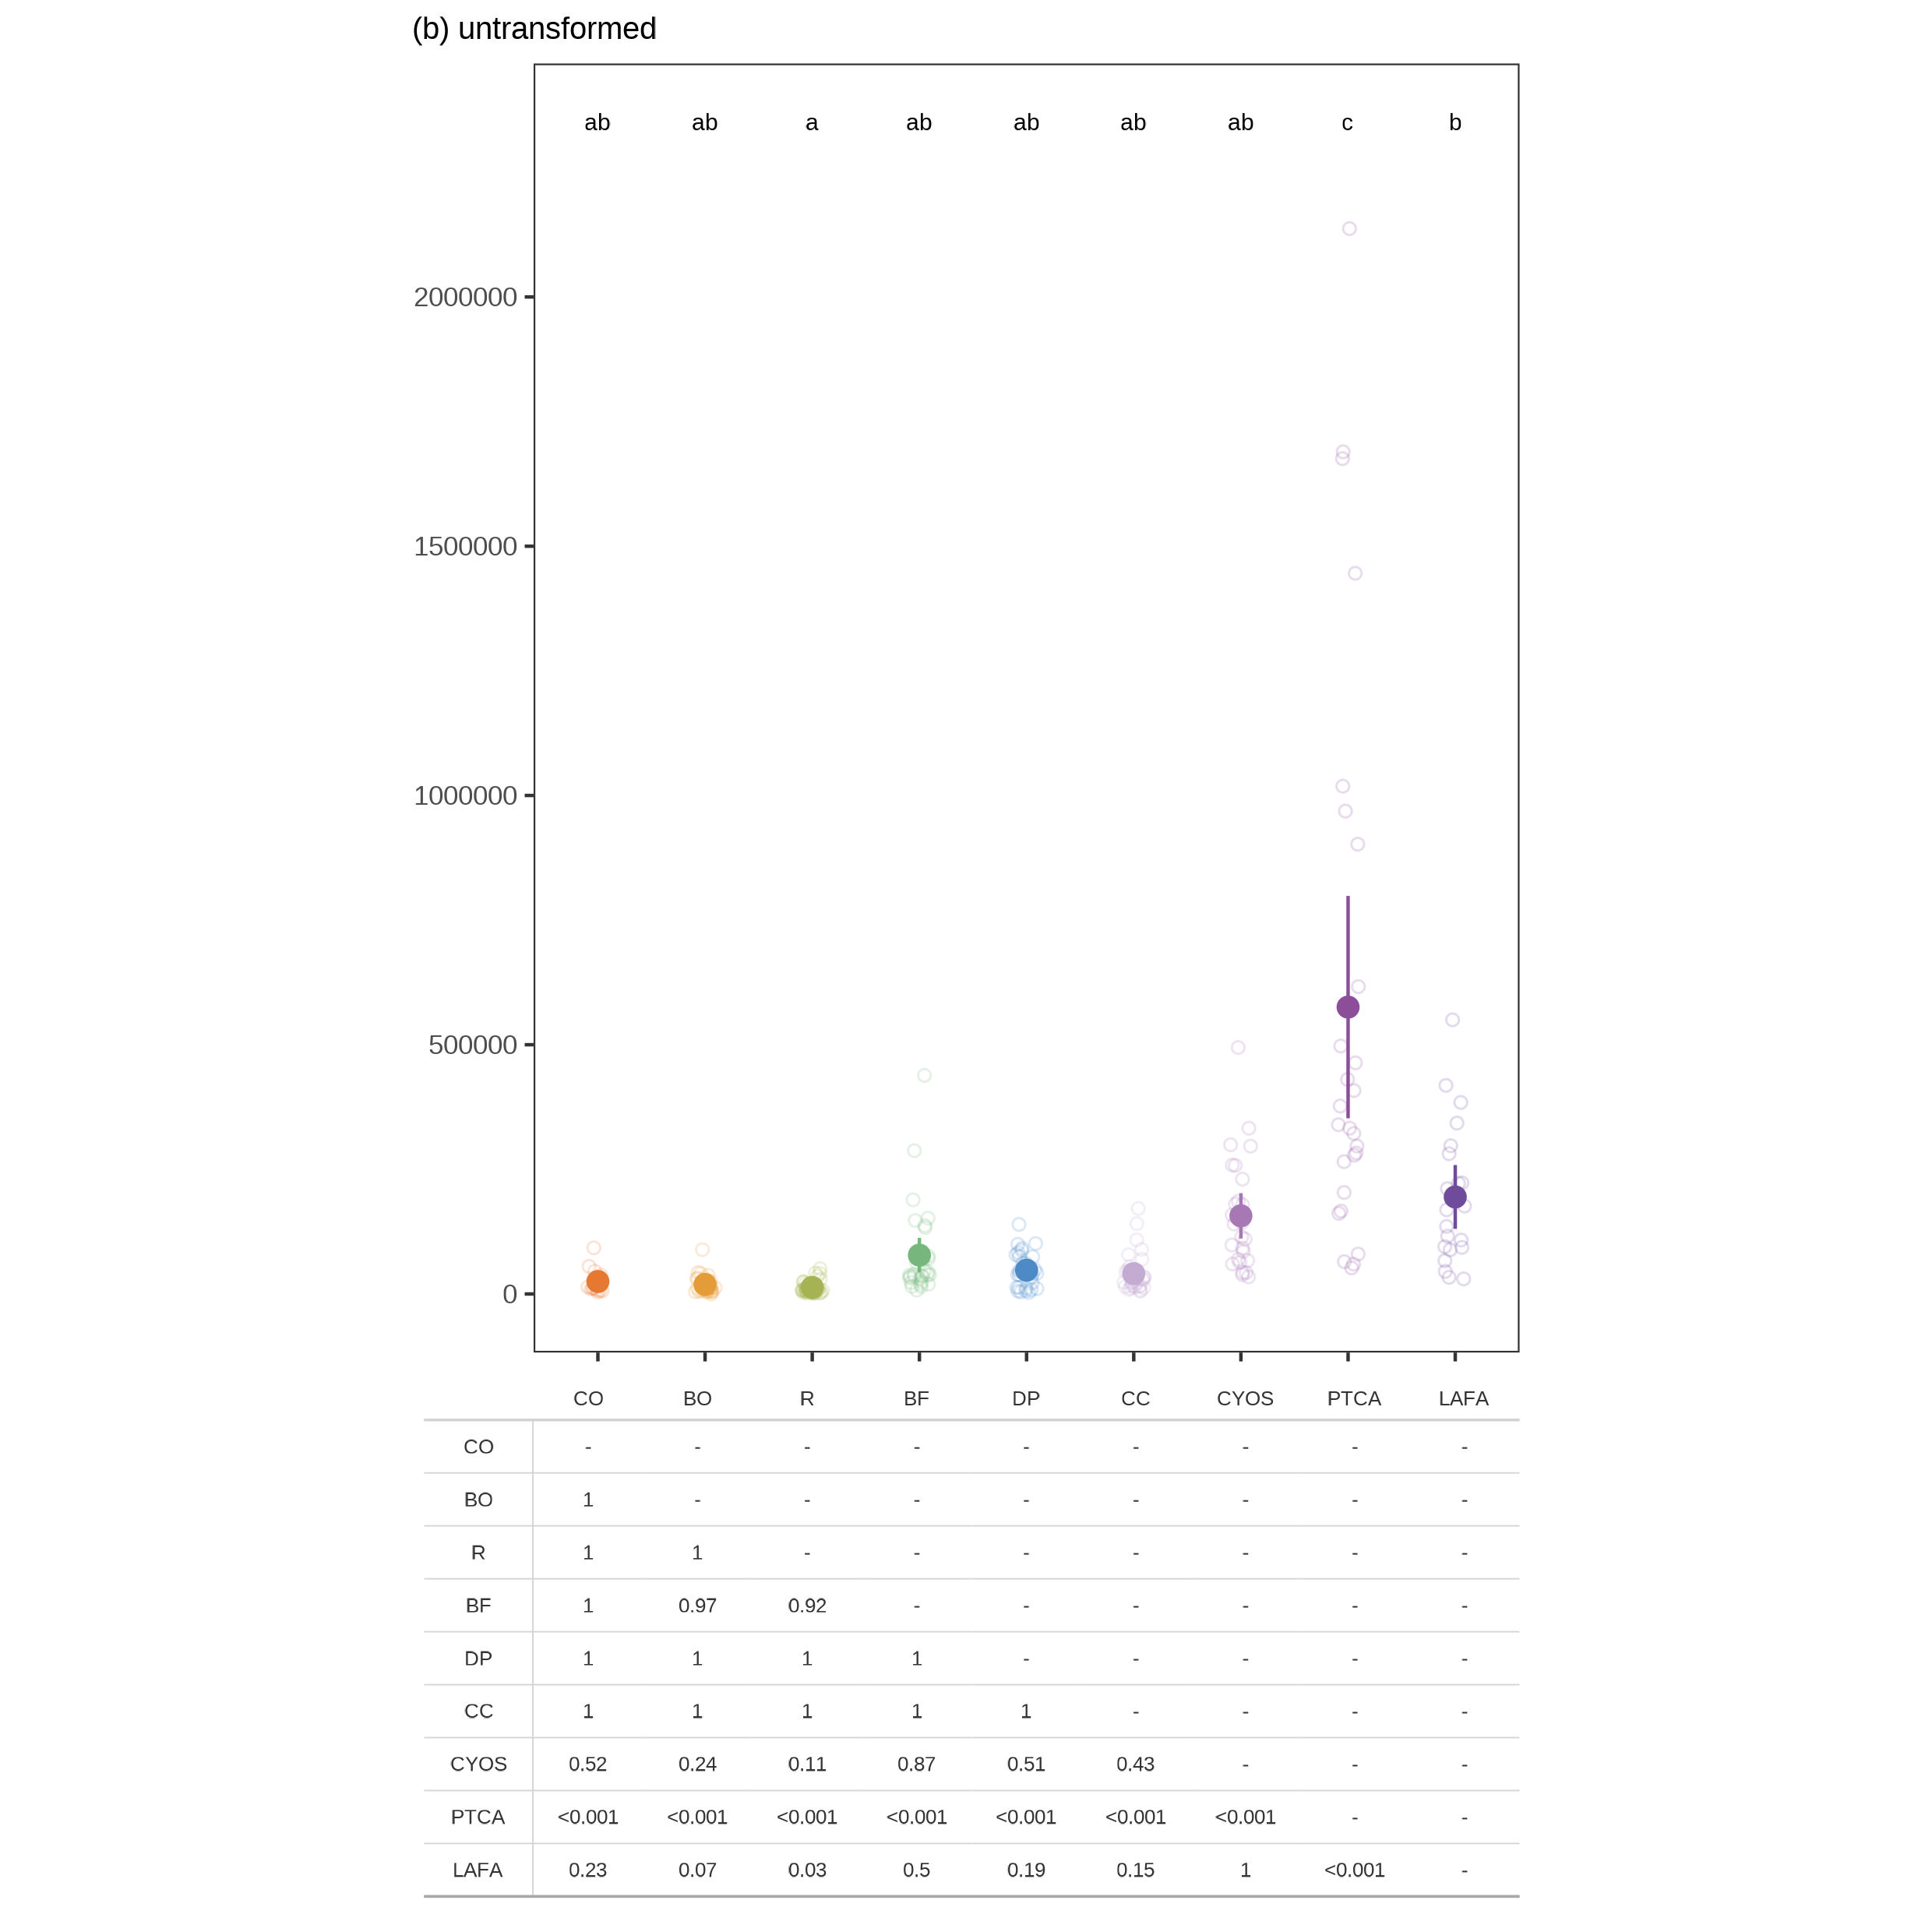 (b) untransformed
ab ab a ab ab ab ab c b
2000000
1500000
1000000
500000
0
CO BO R BF DP CC CYOS PTCA LAFA
CO - - - - - - - - -
BO 1 - - - - - - - -
R 1 1 - - - - - - -
BF 1 0.97 0.92 - - - - - -
DP 1 1 1 1 - - - - -
CC 1 1 1 1 1 - - - -
CYOS 0.52 0.24 0.11 0.87 0.51 0.43 - - -
PTCA <0.001 <0.001 <0.001 <0.001 <0.001 <0.001 <0.001 - -
LAFA 0.23 0.07 0.03 0.5 0.19 0.15 1 <0.001 -